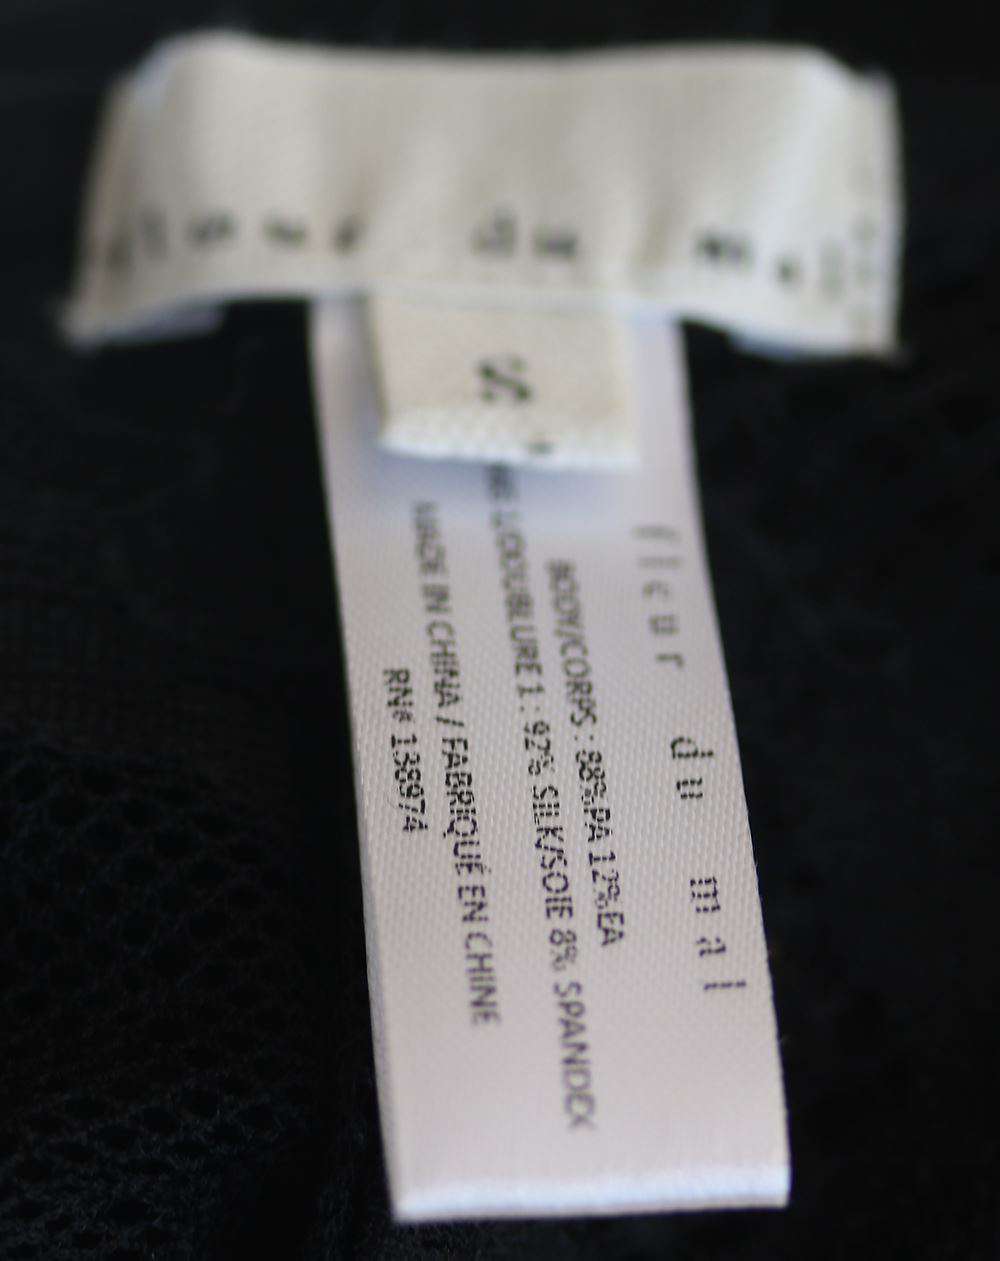 S
fleur du mal
BODY/CORPS : 88%PA 12%EA
1/DOUBLURE 1 : 92% SILK/SOIE 8% SPANDEX
MADE IN CHINA / FABRIQUÉ EN CHINE
RN# 138974